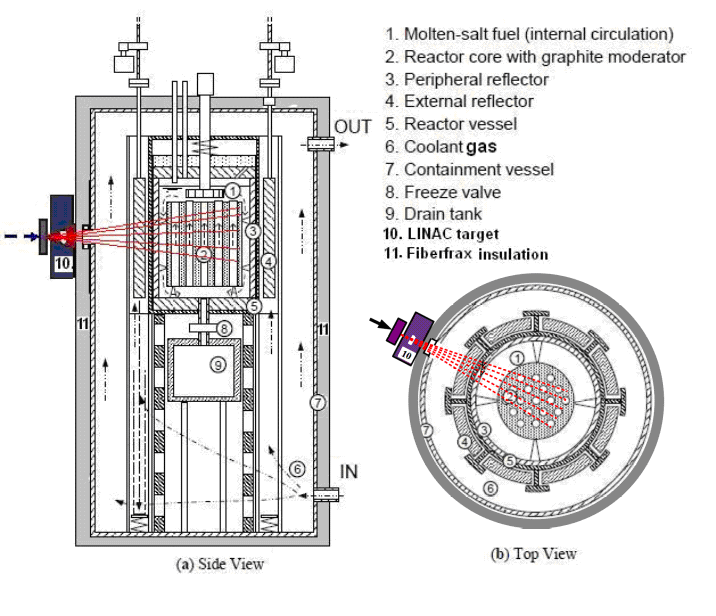 1. Molten-salt fuel (internal circulation)
2. Reactor core with graphite moderator
3. Peripheral reflector
4. External reflector
5. Reactor vessel
6. Coolant gas
7. Containment vessel
8. Freeze valve
9. Drain tank
10. LINAC target
11. Fiberfrax insulation
OUT
1
3
2
4
10.
5
11
8
11
9
7
6
IN
(a) Side View
10
1
2
7
4
3
5
6
(b) Top View